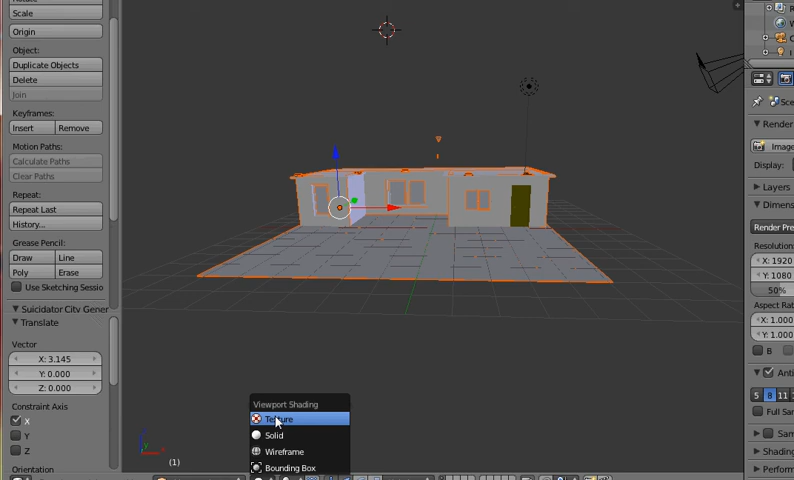 Scale
Origin
Object:
Duplicate Objects
Delete
Join
Keyframes:
Insert
Remove
Motion Paths:
Calculate Paths
Clear Paths
Repeat:
Repeat Last
History...
Grease Pencil:
Draw
Line
Poly
Erase
Use Sketching Sessio
Suicidator City Gener
Translate
Vector
X: 3.145
Y: 0.000
Z: 0.000
Constraint Axis
X
Y
Z
Orientation
(1)
Viewport Shading
Texture
Solid
Wireframe
Bounding Box
Sce
Render
Image
Display:
Layers
Dimens
Render Pre
Resolution
X: 1920
Y: 1080
50%
Aspect Rat
X: 1.000
Y: 1.000
B
Anti
5
8
11
Full Sa
Sam
Shading
Perform